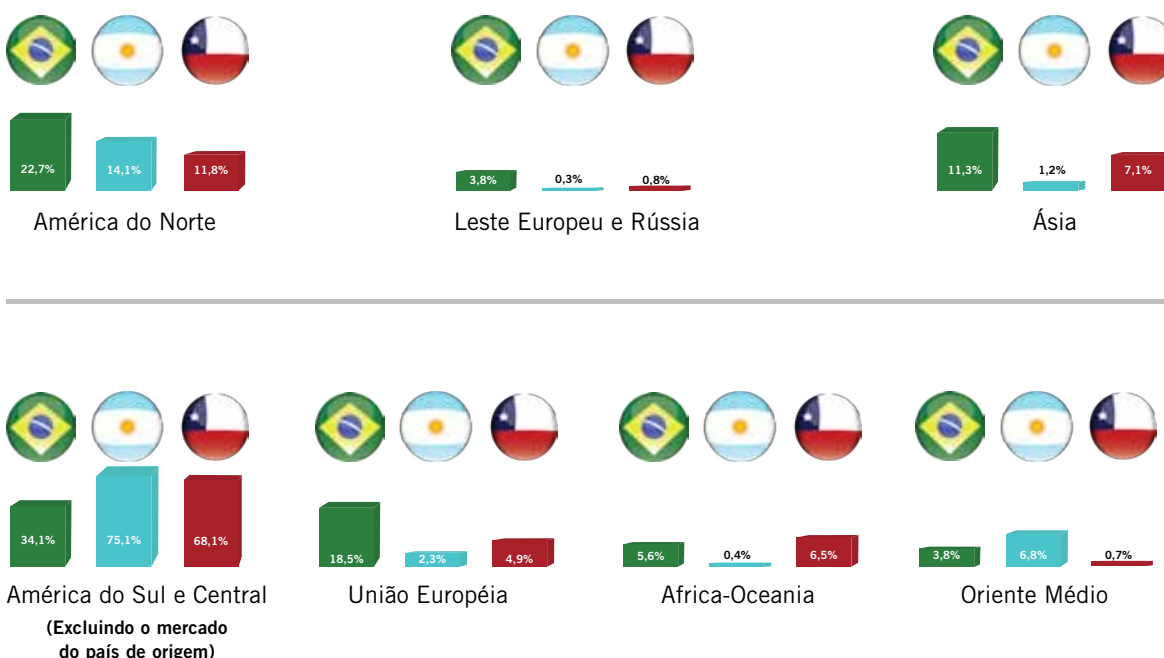 22,7%
14,1%
11,8%
América do Norte
3,8%
0,3%
0,8%
Leste Europeu e Rússia
11,3%
1,2%
7,1%
Ásia
34,1%
75,1%
68,1%
América do Sul e Central
(Excluindo o mercado
do país de origem)
18,5%
2,3%
4,9%
União Européia
5,6%
0,4%
6,5%
Africa-Oceania
3,8%
6,8%
0,7%
Oriente Médio